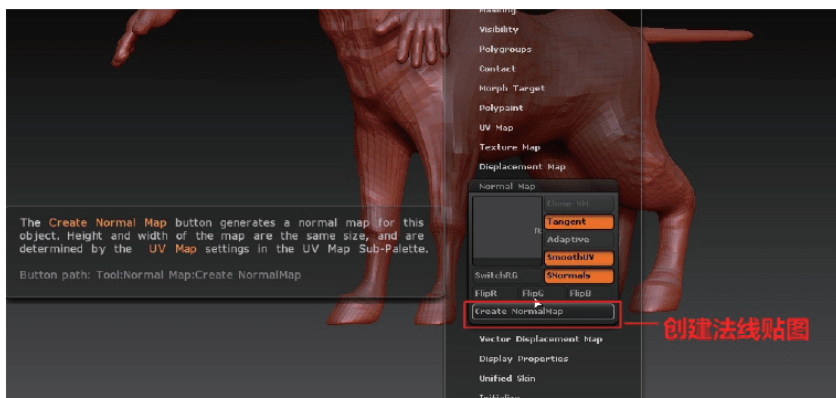 Masking
Visibility
Polygroups
Contact
Morph Target
Polypaint
UV Map
Texture Map
Displacement Map
Normal Map
Clone NM
Tangent
Adaptive
SmoothUV
SwitchRG
SNormals
FlipR
FlipG
FlipB
Create NormalMap
创建法线贴图
Vector Displacement Map
Display Properties
Unified Skin
Initialize
The Create Normal Map button generates a normal map for this
object. Height and width of the map are the same size, and are
determined by the UV Map settings in the UV Map Sub-Palette.
Button path: Tool:Normal Map:Create NormalMap